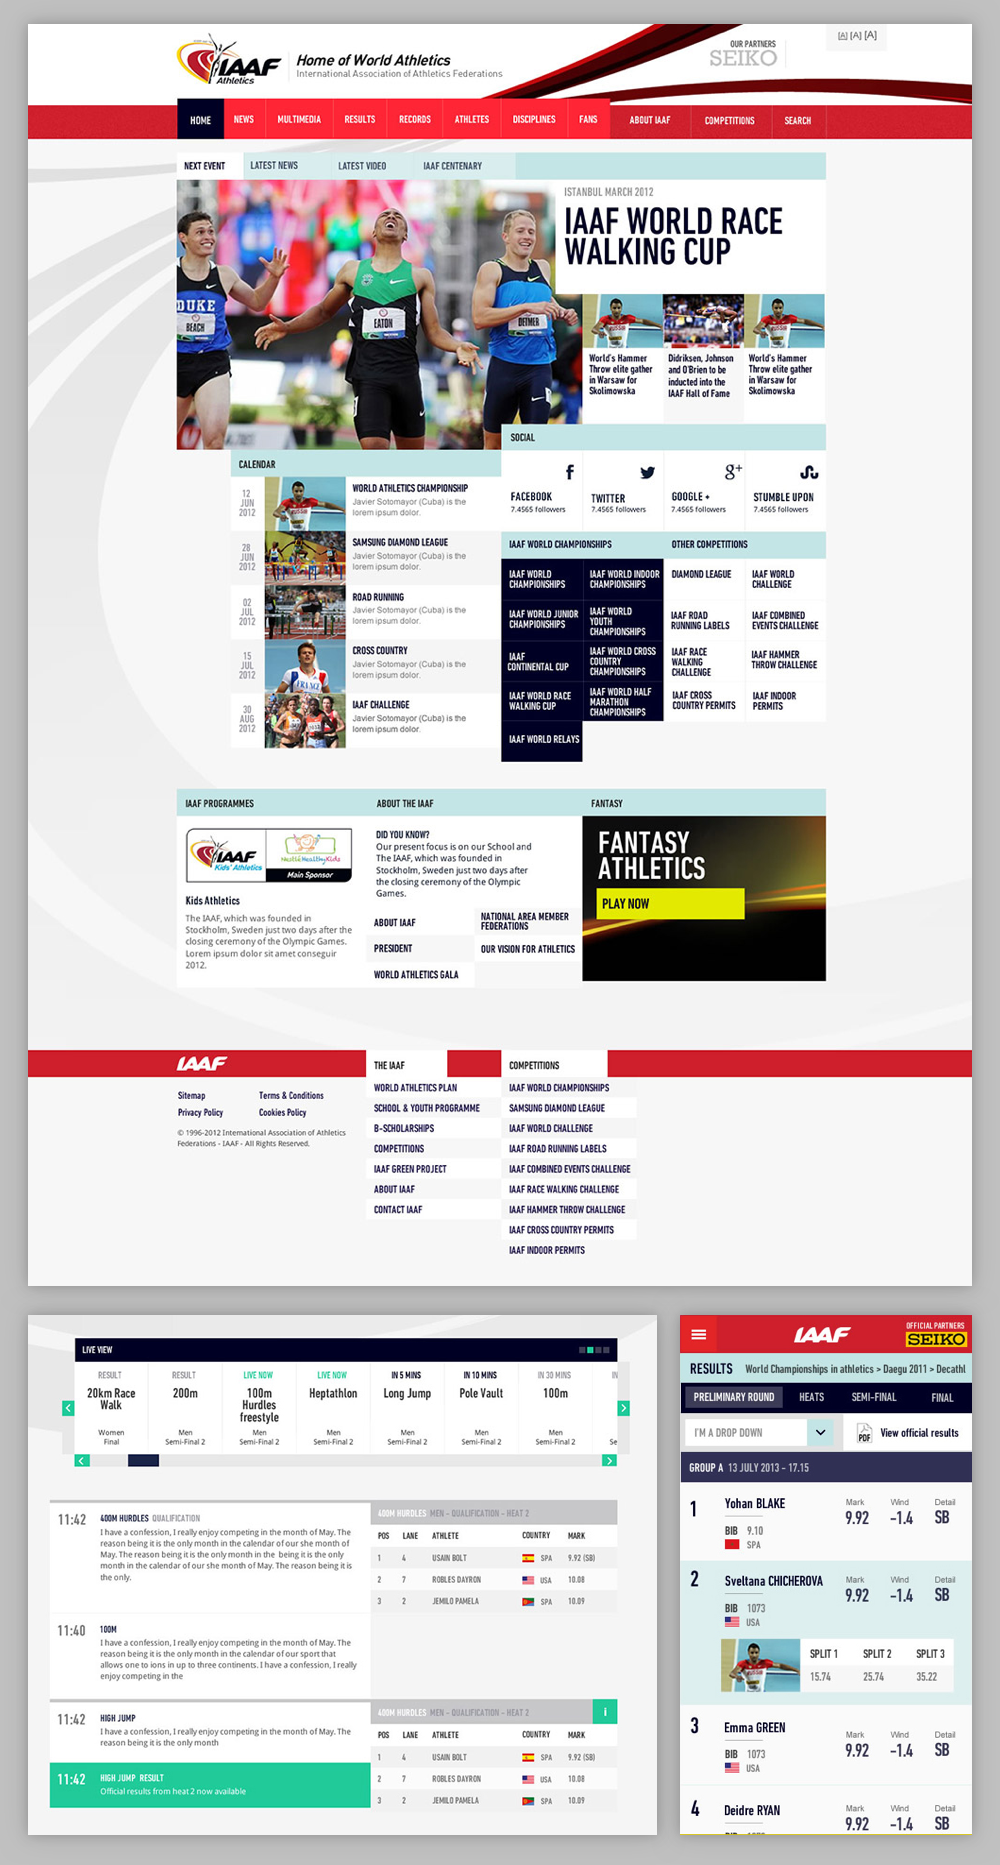 IAAF
Athletics
Home of World Athletics
International Association of Athletics Federations
OUR PARTNERS
SEIKO
[A] [A] [A]
HOME
NEWS
MULTIMEDIA
RESULTS
RECORDS
ATHLETES
DISCIPLINES
FANS
ABOUT IAAF
COMPETITIONS
SEARCH
NEXT EVENT
LATEST NEWS
LATEST VIDEO
IAAF CENTENARY
DUKE
BEACH
EATON
DETMER
ISTANBUL MARCH 2012
IAAF WORLD RACE
WALKING CUP
World's Hammer
Throw elite gather
in Warsaw for
Skolimowska
Didriksen, Johnson
and O'Brien to be
inducted into the
IAAF Hall of Fame
World's Hammer
Throw elite gather
in Warsaw for
Skolimowska
SOCIAL
FACEBOOK
7.4565 followers
TWITTER
7.4565 followers
g+
GOOGLE +
7.4565 followers
STUMBLE UPON
7.4565 followers
CALENDAR
12
JUN
2012
WORLD ATHLETICS CHAMPIONSHIP
Javier Sotomayor (Cuba) is the
lorem ipsum dolor.
28
JUN
2012
SAMSUNG DIAMOND LEAGUE
Javier Sotomayor (Cuba) is the
lorem ipsum dolor.
02
JUL
2012
ROAD RUNNING
Javier Sotomayor (Cuba) is the
lorem ipsum dolor.
15
JUL
2012
FRANCE
CROSS COUNTRY
Javier Sotomayor (Cuba) is the
lorem ipsum dolor.
30
AUG
2012
IAAF CHALLENGE
Javier Sotomayor (Cuba) is the
lorem ipsum dolor.
IAAF WORLD CHAMPIONSHIPS
OTHER COMPETITIONS
IAAF WORLD
CHAMPIONSHIPS
IAAF WORLD INDOOR
CHAMPIONSHIPS
DIAMOND LEAGUE
IAAF WORLD
CHALLENGE
IAAF WORLD JUNIOR
CHAMPIONSHIPS
IAAF WORLD
YOUTH
CHAMPIONSHIPS
IAAF ROAD
RUNNING LABELS
IAAF COMBINED
EVENTS CHALLENGE
IAAF
CONTINENTAL CUP
IAAF WORLD CROSS
COUNTRY
CHAMPIONSHIPS
IAAF RACE
WALKING
CHALLENGE
IAAF HAMMER
THROW CHALLENGE
IAAF WORLD RACE
WALKING CUP
IAAF WORLD HALF
MARATHON
CHAMPIONSHIPS
IAAF CROSS
COUNTRY PERMITS
IAAF INDOOR
PERMITS
IAAF WORLD RELAYS
IAAF PROGRAMMES
ABOUT THE IAAF
FANTASY
IAAF
Kids' Athletics
Nestlé Healthy Kids
Main Sponsor
Kids Athletics
The IAAF, which was founded in
Stockholm, Sweden just two days after the
closing ceremony of the Olympic Games.
Lorem ipsum dolor sit amet conseguir
2012.
DID YOU KNOW?
Our present focus is on our School and
The IAAF, which was founded in
Stockholm, Sweden just two days after
the closing ceremony of the Olympic
Games.
ABOUT IAAF
NATIONAL AREA MEMBER
FEDERATIONS
PRESIDENT
OUR VISION FOR ATHLETICS
WORLD ATHLETICS GALA
FANTASY
ATHLETICS
PLAY NOW
IAAF
Sitemap
Terms & Conditions
Privacy Policy
Cookies Policy
© 1996-2012 International Association of Athletics
Federations - IAAF - All Rights Reserved.
THE IAAF
WORLD ATHLETICS PLAN
SCHOOL & YOUTH PROGRAMME
B-SCHOLARSHIPS
COMPETITIONS
IAAF GREEN PROJECT
ABOUT IAAF
CONTACT IAAF
COMPETITIONS
IAAF WORLD CHAMPIONSHIPS
SAMSUNG DIAMOND LEAGUE
IAAF WORLD CHALLENGE
IAAF ROAD RUNNING LABELS
IAAF COMBINED EVENTS CHALLENGE
IAAF RACE WALKING CHALLENGE
IAAF HAMMER THROW CHALLENGE
IAAF CROSS COUNTRY PERMITS
IAAF INDOOR PERMITS
LIVE VIEW
RESULT
20km Race
Walk
Women
Final
RESULT
200m
Men
Semi-Final 2
LIVE NOW
100m
Hurdles
freestyle
Men
Semi-Final 2
LIVE NOW
Heptathlon
Men
Semi-Final 2
IN 5 MINS
Long Jump
Men
Semi-Final 2
IN 10 MINS
Pole Vault
Men
Semi-Final 2
IN 30 MINS
100m
Men
Semi-Final 2
IN
Se
11:42
400M HURDLES QUALIFICATION
I have a confession, I really enjoy competing in the month of May. The
reason being it is the only month in the calendar of our she month of
May. The reason being it is the only month in the being it is the only
month in the calendar of our she month of May. The reason being it is
the only.
11:40
100M
I have a confession, I really enjoy competing in the month of May. The
reason being it is the only month in the calendar of our sport that
allows one to ions in up to three continents. I have a confession, I really
enjoy competing in the
11:42
HIGH JUMP
I have a confession, I really enjoy competing in the month of May. The
reason being it is the only month
11:42
HIGH JUMP RESULT
Official results from heat 2 now available
400M HURDLES MEN - QUALIFICATION - HEAT 2
POS LANE ATHLETE COUNTRY MARK
1 4 USAIN BOLT SPA 9.92 (SB)
2 7 ROBLES DAYRON USA 10.08
3 2 JEMILO PAMELA SPA 10.09
400M HURDLES MEN - QUALIFICATION - HEAT 2
i
POS LANE ATHLETE COUNTRY MARK
1 4 USAIN BOLT SPA 9.92 (SB)
2 7 ROBLES DAYRON USA 10.08
3 2 JEMILO PAMELA SPA 10.09
IAAF
OFFICIAL PARTNERS
SEIKO
RESULTS
World Championships in athletics > Daegu 2011 > Decathl
PRELIMINARY ROUND
HEATS
SEMI-FINAL
FINAL
I'M A DROP DOWN
PDF
View official results
GROUP A 13 JULY 2013 - 17.15
1
Yohan BLAKE
BIB 9.10
SPA
Mark Wind Detail
9.92 -1.4 SB
2
Sveltana CHICHEROVA
BIB 1073
USA
Mark Wind Detail
9.92 -1.4 SB
SPLIT 1 SPLIT 2 SPLIT 3
15.74 25.74 35.22
3
Emma GREEN
BIB 1073
USA
Mark Wind Detail
9.92 -1.4 SB
4
Deidre RYAN
Mark Wind Detail
9.92 -1.4 SB